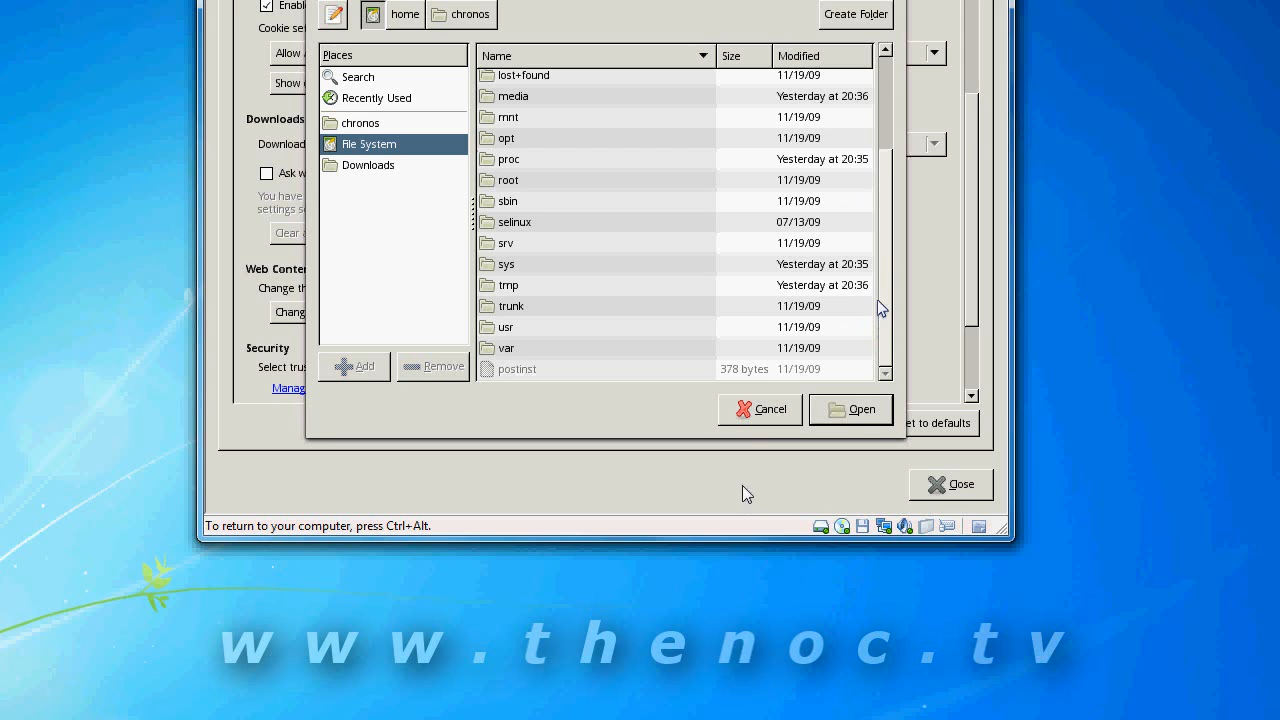 Enable
home
chronos
Create Folder
Cookie set
Allow
Show
Places
Search
Recently Used
chronos
File System
Downloads
Name Size Modified
lost+found 11/19/09
media Yesterday at 20:36
mnt 11/19/09
opt 11/19/09
proc Yesterday at 20:35
root 11/19/09
sbin 11/19/09
selinux 07/13/09
srv 11/19/09
sys Yesterday at 20:35
tmp Yesterday at 20:36
trunk 11/19/09
usr 11/19/09
var 11/19/09
postinst 378 bytes 11/19/09
Downloads
Download
Ask w
You have
settings s
Clear a
Web Conten
Change th
Chang
Security
Select trus
Manag
Add
Remove
Cancel
Open
et to defaults
Close
To return to your computer, press Ctrl+Alt.
www.thenoc.tv